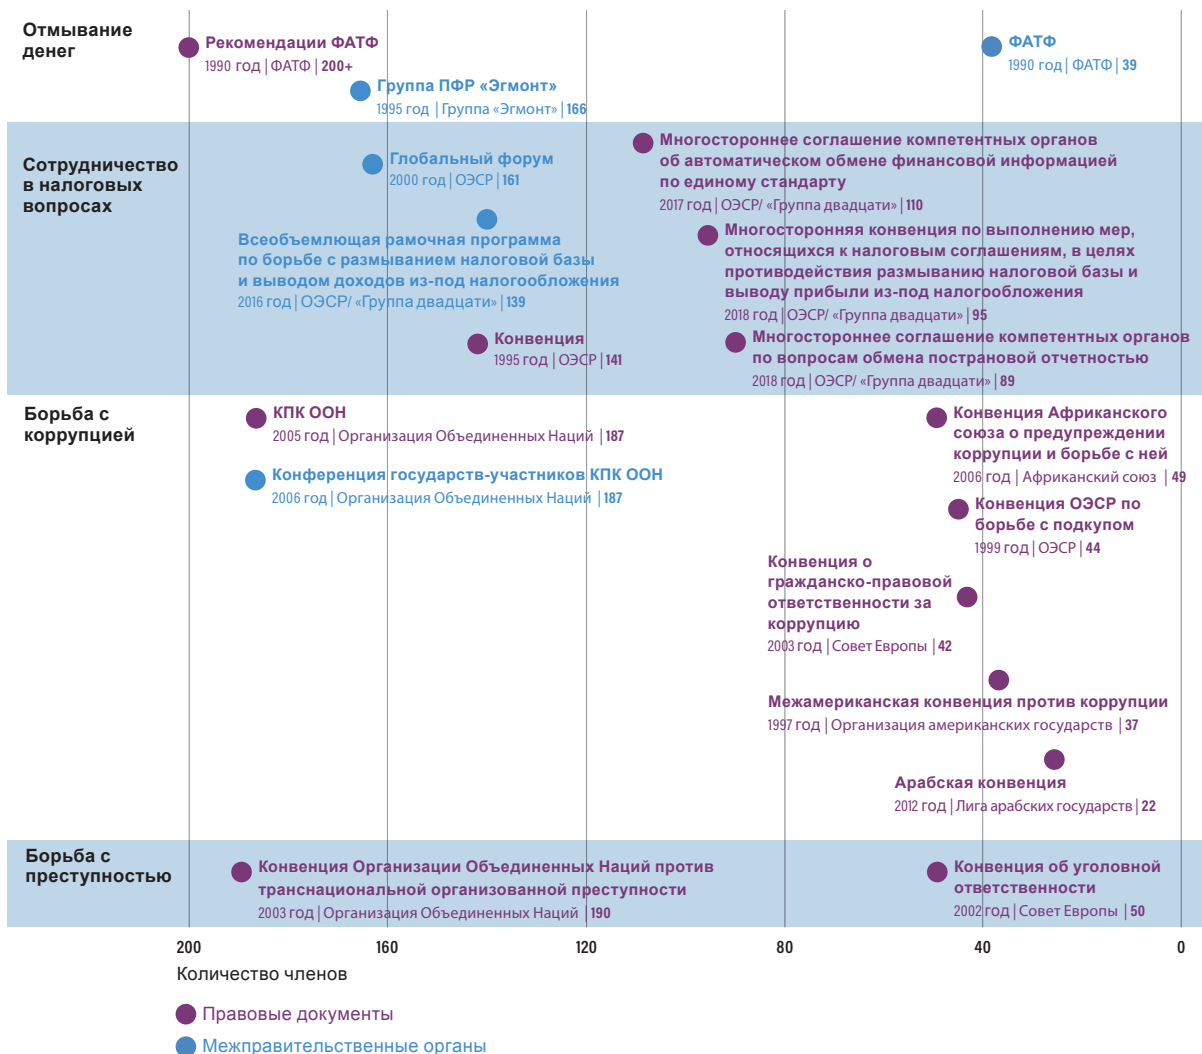 Отмывание
денег
Рекомендации ФАТФ
1990 год | ФАТФ | 200+
Группа ПФР «Эгмонт»
1995 год | Группа «Эгмонт» | 166
ФАТФ
1990 год | ФАТФ | 39
Сотрудничество
в налоговых
вопросах
Глобальный форум
2000 год | ОЭСР | 161
Всеобъемлющая рамочная программа
по борьбе с размыванием налоговой базы
и выводом доходов из-под налогообложения
2016 год | ОЭСР/ «Группа двадцати» | 139
Конвенция
1995 год | ОЭСР | 141
Многостороннее соглашение компетентных органов
об автоматическом обмене финансовой информацией
по единому стандарту
2017 год | ОЭСР/ «Группа двадцати» | 110
Многосторонняя конвенция по выполнению мер,
относящихся к налоговым соглашениям, в целях
противодействия размыванию налоговой базы и
выводу прибыли из-под налогообложения
2018 год | ОЭСР/ «Группа двадцати» | 95
Многостороннее соглашение компетентных органов
по вопросам обмена постррановой отчетностью
2018 год | ОЭСР/ «Группа двадцати» | 89
Борьба с
коррупцией
КПК ООН
2005 год | Организация Объединенных Наций | 187
Конференция государств-участников КПК ООН
2006 год | Организация Объединенных Наций | 187
Конвенция Африканского
союза о предупреждении
коррупции и борьбе с ней
2006 год | Африканский союз | 49
Конвенция ОЭСР по
борьбе с подкупом
1999 год | ОЭСР | 44
Конвенция о
гражданско-правовой
ответственности за
коррупцию
2003 год | Совет Европы | 42
Межамериканская конвенция против коррупции
1997 год | Организация американских государств | 37
Арабская конвенция
2012 год | Лига арабских государств | 22
Борьба с
преступностью
Конвенция Организации Объединенных Наций против
транснациональной организованной преступности
2003 год | Организация Объединенных Наций | 190
Конвенция об уголовной
ответственности
2002 год | Совет Европы | 50
200 160 120 80 40 0
Количество членов
Правовые документы
Межправительственные органы